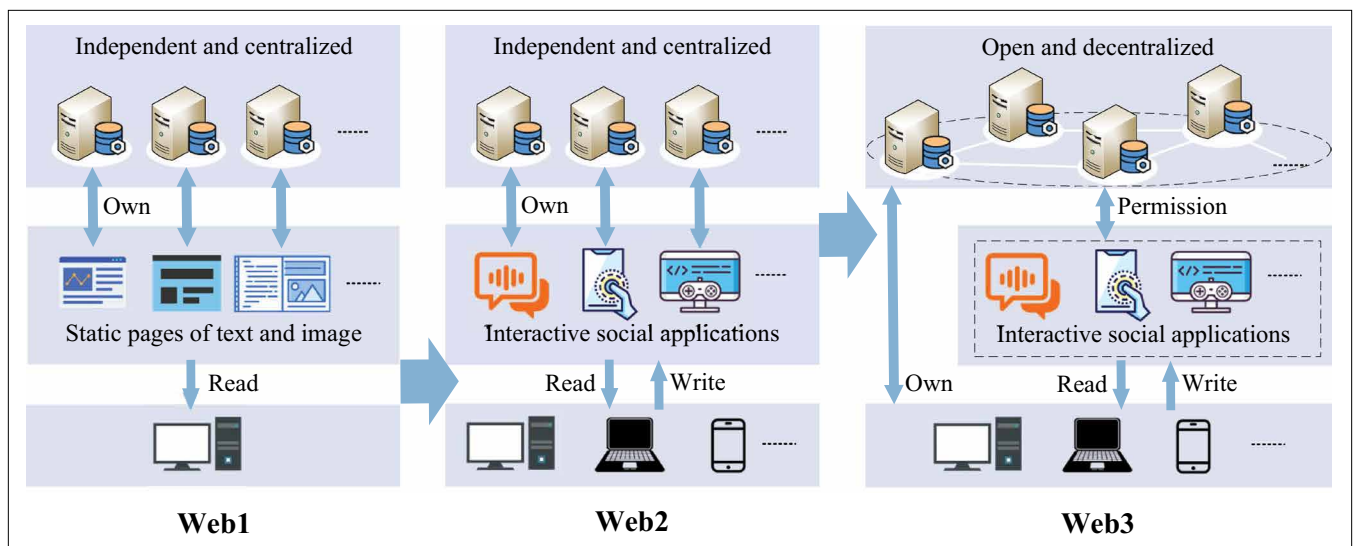 Independent and centralized
Own
Static pages of text and image
Read
Web1
Independent and centralized
Own
</>
Interactive social applications
Read
Write
Web2
Open and decentralized
Permission
</>
Interactive social applications
Own
Read
Write
Web3